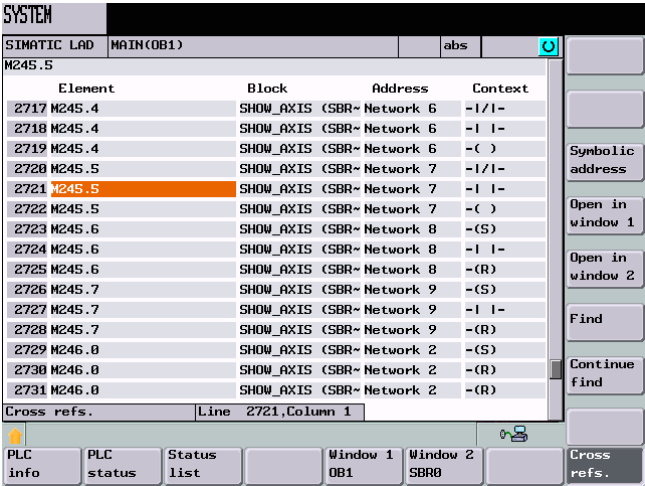 SYSTEM
SIMATIC LAD MAIN(OB1) abs
M245.5
Element Block Address Context
2717 M245.4 SHOW_AXIS (SBR~ Network 6 -|/|-
2718 M245.4 SHOW_AXIS (SBR~ Network 6 -| |-
2719 M245.4 SHOW_AXIS (SBR~ Network 6 -( )
2720 M245.5 SHOW_AXIS (SBR~ Network 7 -|/|-
2721 M245.5 SHOW_AXIS (SBR~ Network 7 -| |-
2722 M245.5 SHOW_AXIS (SBR~ Network 7 -( )
2723 M245.6 SHOW_AXIS (SBR~ Network 8 -(S)
2724 M245.6 SHOW_AXIS (SBR~ Network 8 -| |-
2725 M245.6 SHOW_AXIS (SBR~ Network 8 -(R)
2726 M245.7 SHOW_AXIS (SBR~ Network 9 -(S)
2727 M245.7 SHOW_AXIS (SBR~ Network 9 -| |-
2728 M245.7 SHOW_AXIS (SBR~ Network 9 -(R)
2729 M246.0 SHOW_AXIS (SBR~ Network 2 -(S)
2730 M246.0 SHOW_AXIS (SBR~ Network 2 -(R)
2731 M246.0 SHOW_AXIS (SBR~ Network 2 -(R)
Cross refs. Line 2721,Column 1
Symbolic
address
Open in
window 1
Open in
window 2
Find
Continue
find
PLC
info
PLC
status
Status
list
Window 1
OB1
Window 2
SBR0
Cross
refs.